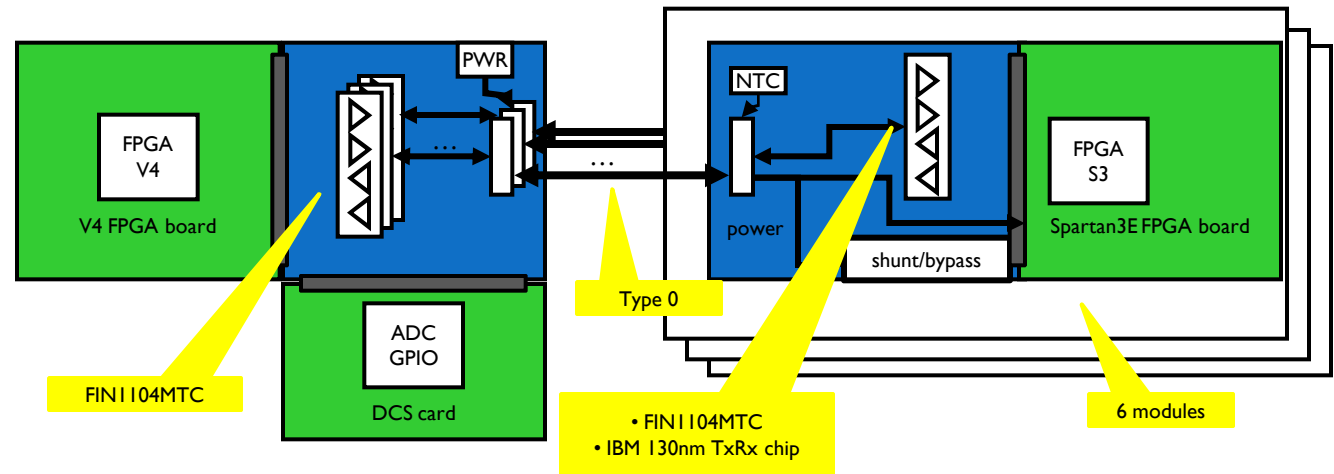 PWR
NTC
FPGA
V4
V4 FPGA board
...
...
FPGA
S3
Spartan3E FPGA board
power
shunt/bypass
Type 0
ADC
GPIO
DCS card
FIN1104MTC
• FIN1104MTC
• IBM 130nm TxRx chip
6 modules